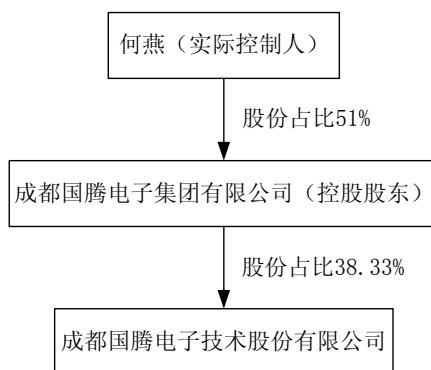 何燕（实际控制人）
股份占比51%
成都国腾电子集团有限公司（控股股东）
股份占比38.33%
成都国腾电子技术股份有限公司